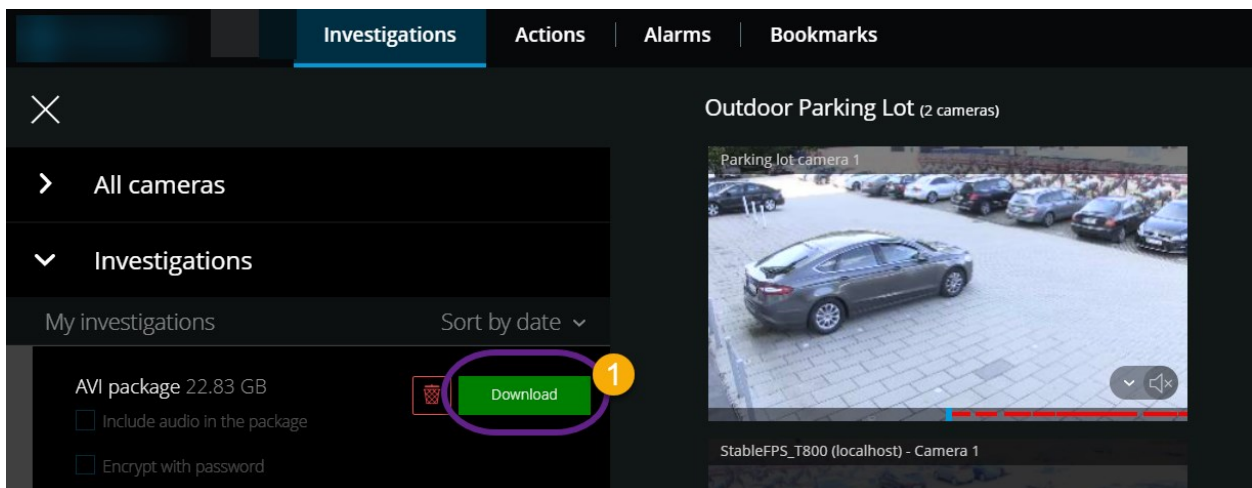 Investigations Actions Alarms Bookmarks
Outdoor Parking Lot (2 cameras)
All cameras
Investigations
My investigations Sort by date
AVI package 22.83 GB
Download
1
Include audio in the package
Encrypt with password
Parking lot camera 1
StableFPS_T800 (localhost) - Camera 1